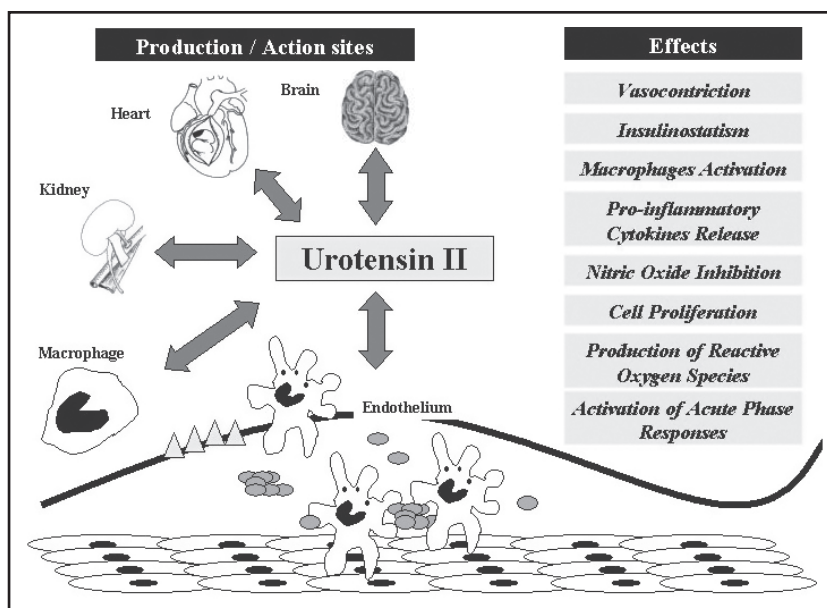 Production / Action sites
Brain
Heart
Kidney
Urotensin II
Macrophage
Endothelium
Effects
Vasocontriction
Insulinostatism
Macrophages Activation
Pro-inflammatory
Cytokines Release
Nitric Oxide Inhibition
Cell Proliferation
Production of Reactive
Oxygen Species
Activation of Acute Phase
Responses